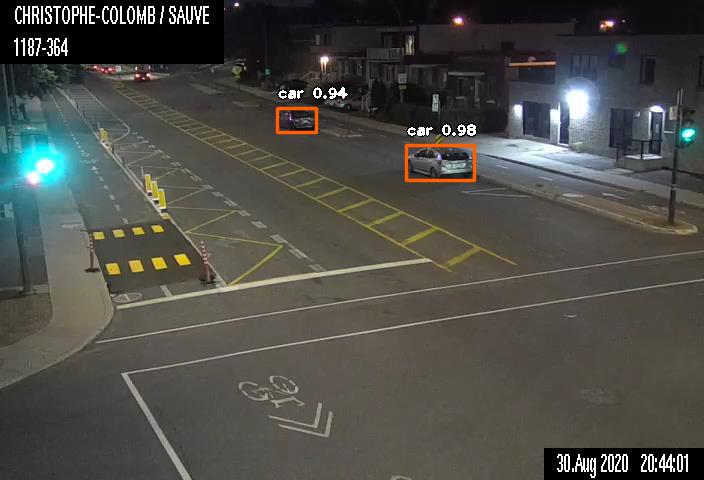 CHRISTOPHE-COLOMB / SAUVE
1187-364
car 0.94
car 0.98
30.Aug 2020 20:44:01